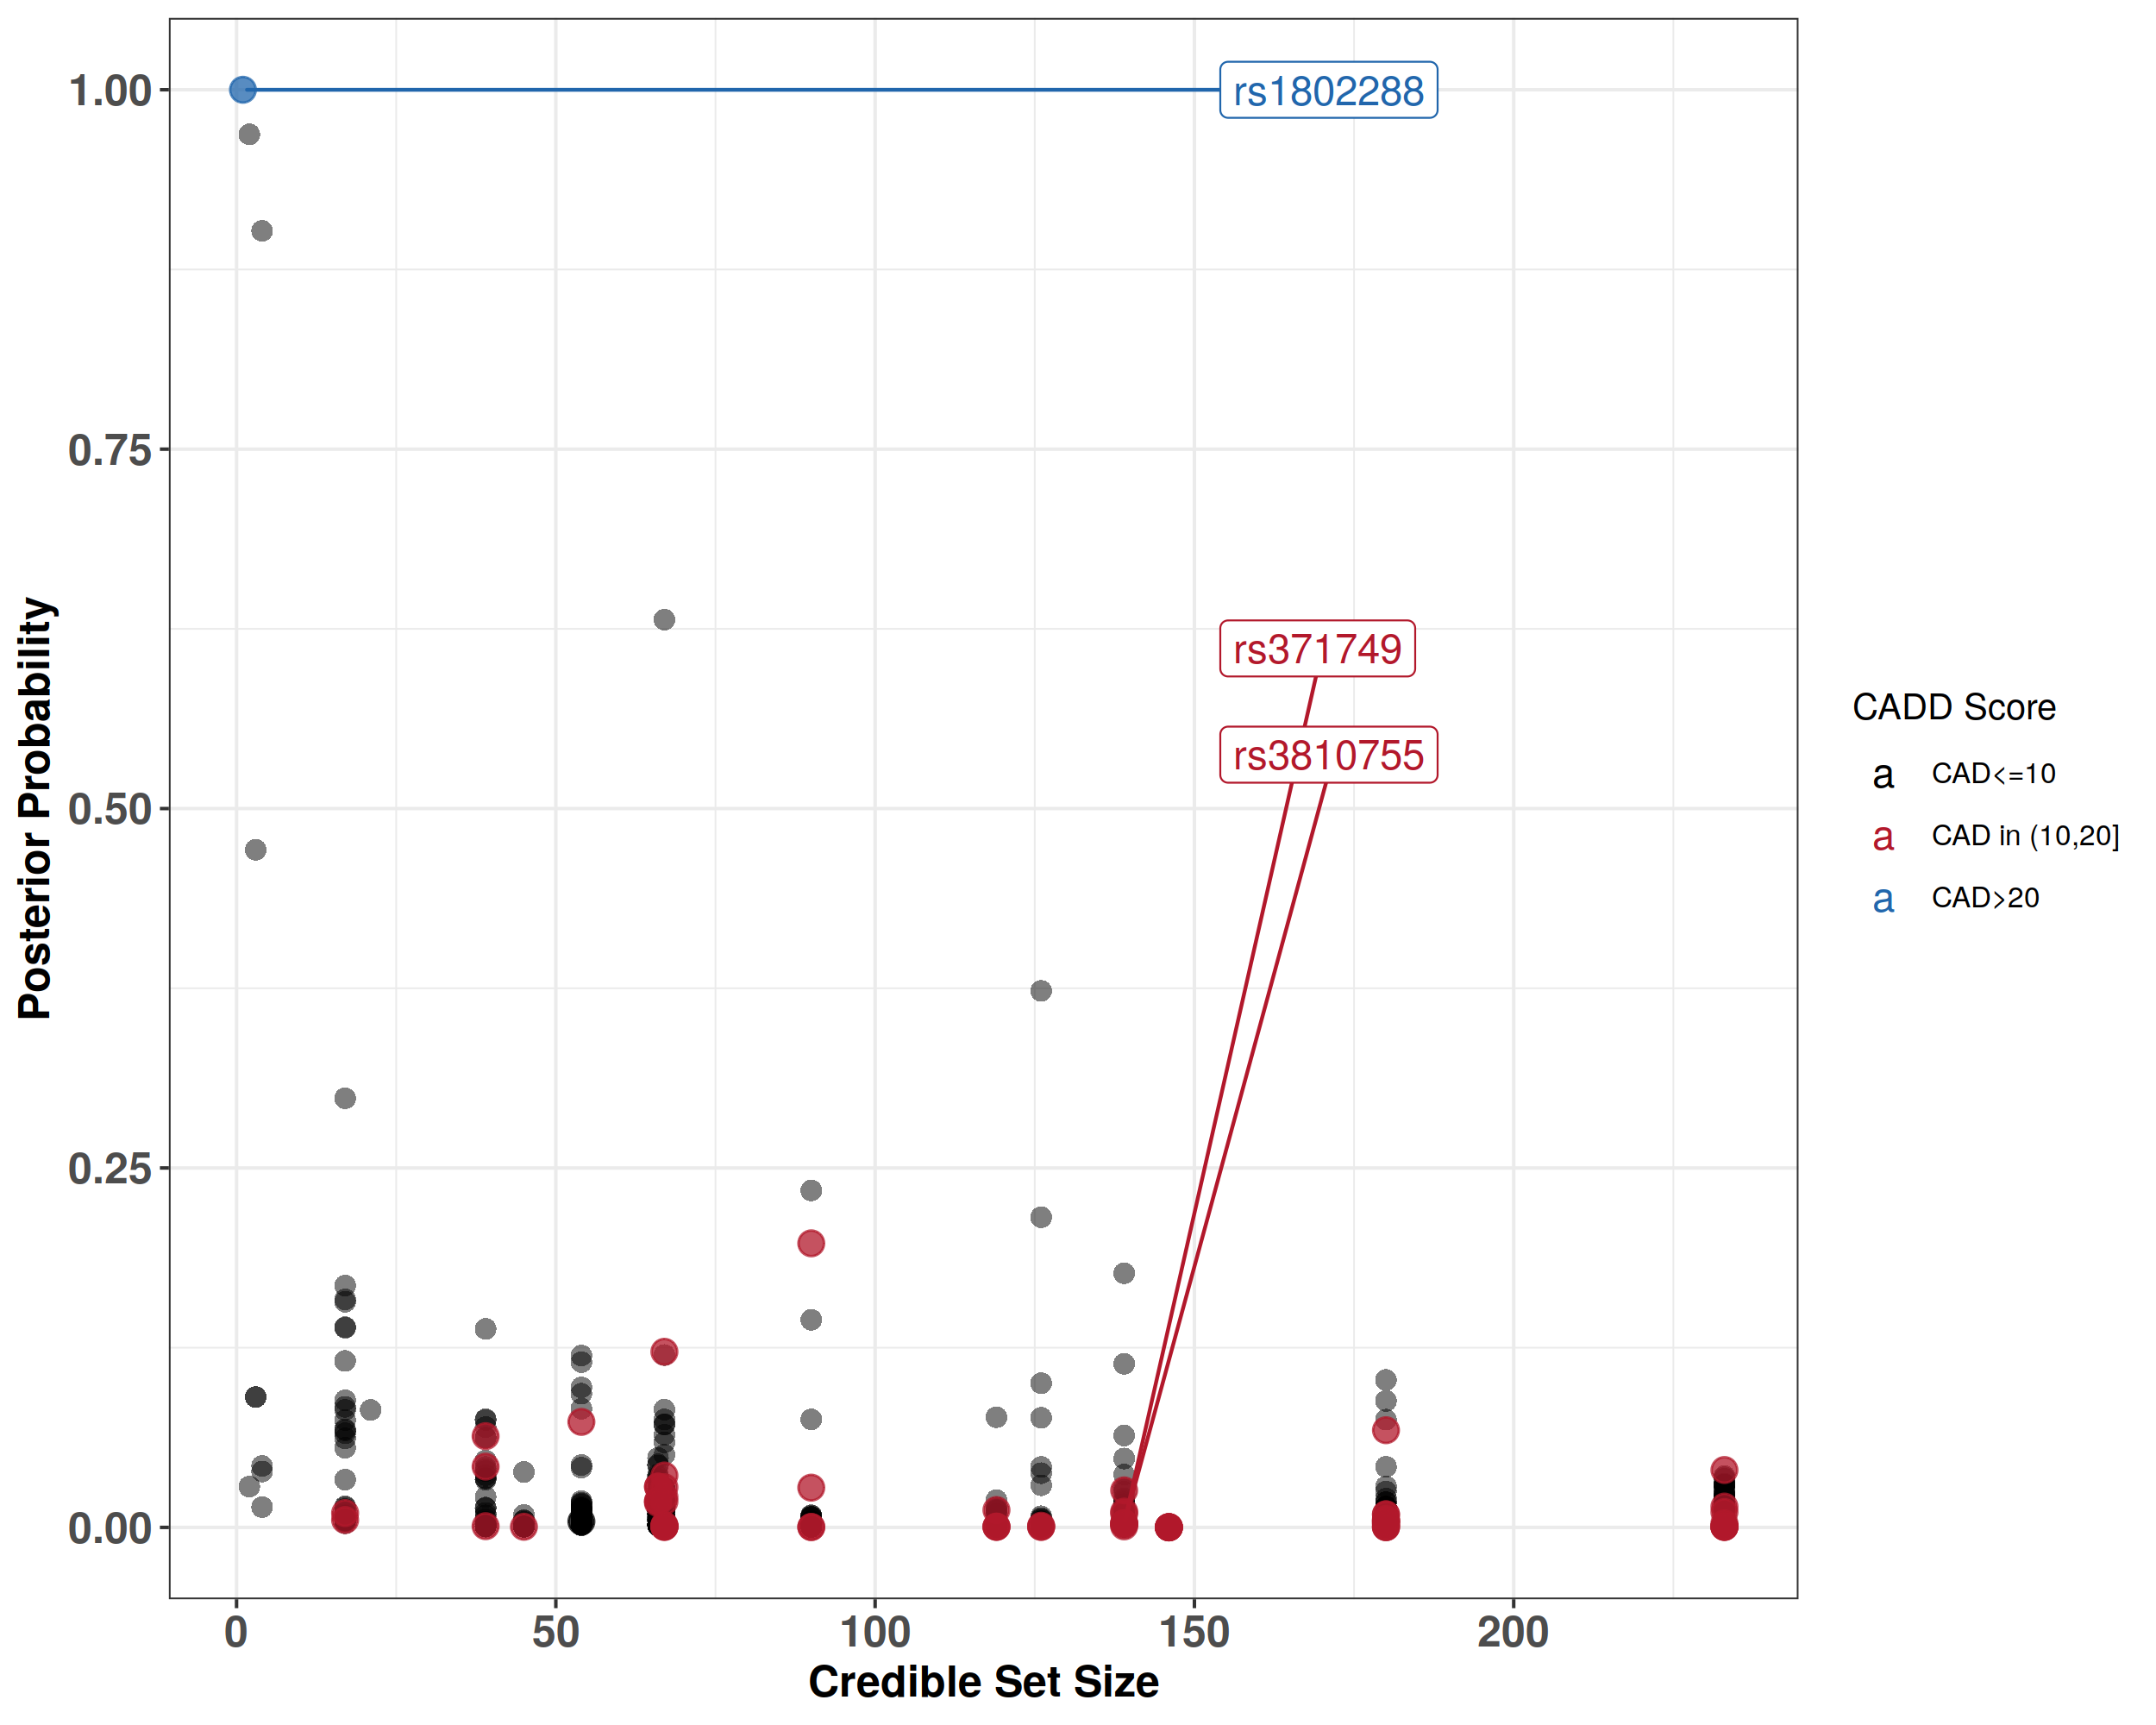 1.00
0.75
0.50
0.25
0.00
Posterior Probability
rs1802288
rs371749
rs3810755
0
50
100
150
200
Credible Set Size
CADD Score
a CAD<=10
a CAD in (10,20]
a CAD>20